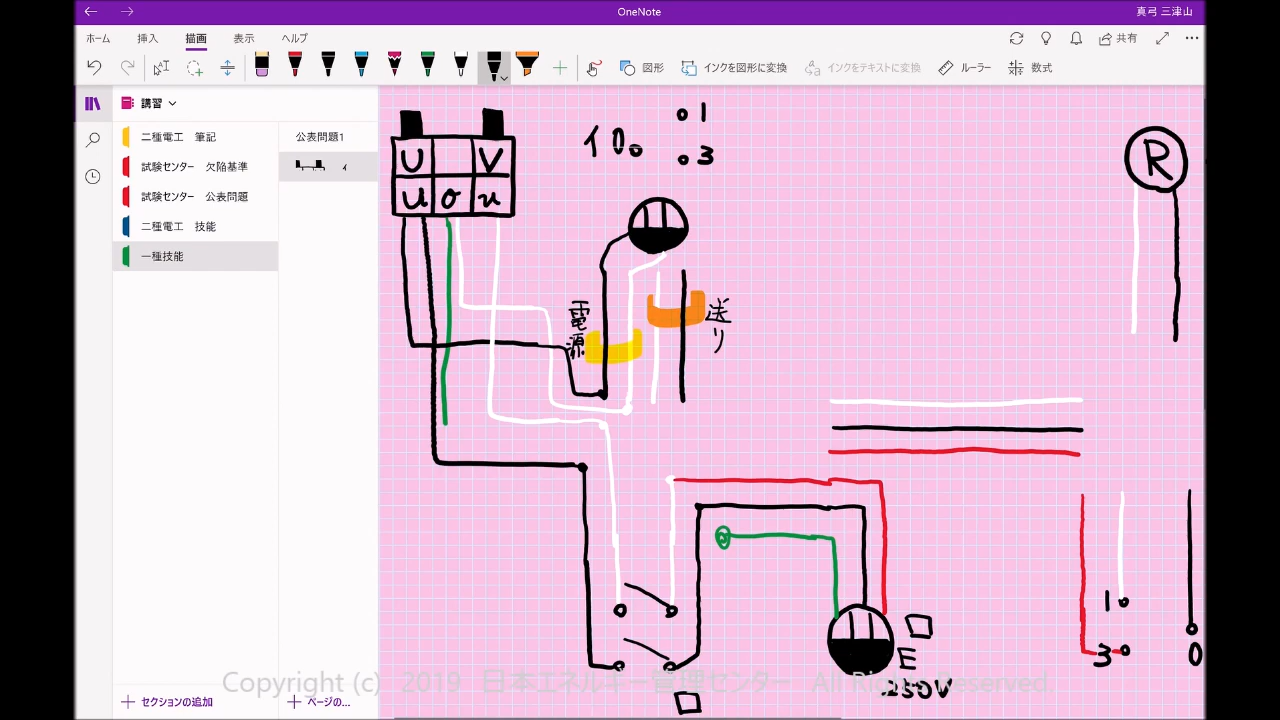 OneNote
真弓 三津山
ホーム
挿入
描画
表示
ヘルプ
共有
図形
インクを図形に変換
インクをテキストに変換
ルーラー
数式
講習
二種電工 筆記
試験センター 欠陥基準
試験センター 公表問題
二種電工 技能
一種技能
公表問題1
イ
セクションの追加
ページの...
U V
u o u
イ 0
1
3
電源
送り
R
1
3
0
E
250V
Copyright (c) 2019 日本エネルギー管理センター All Rights Reserved.